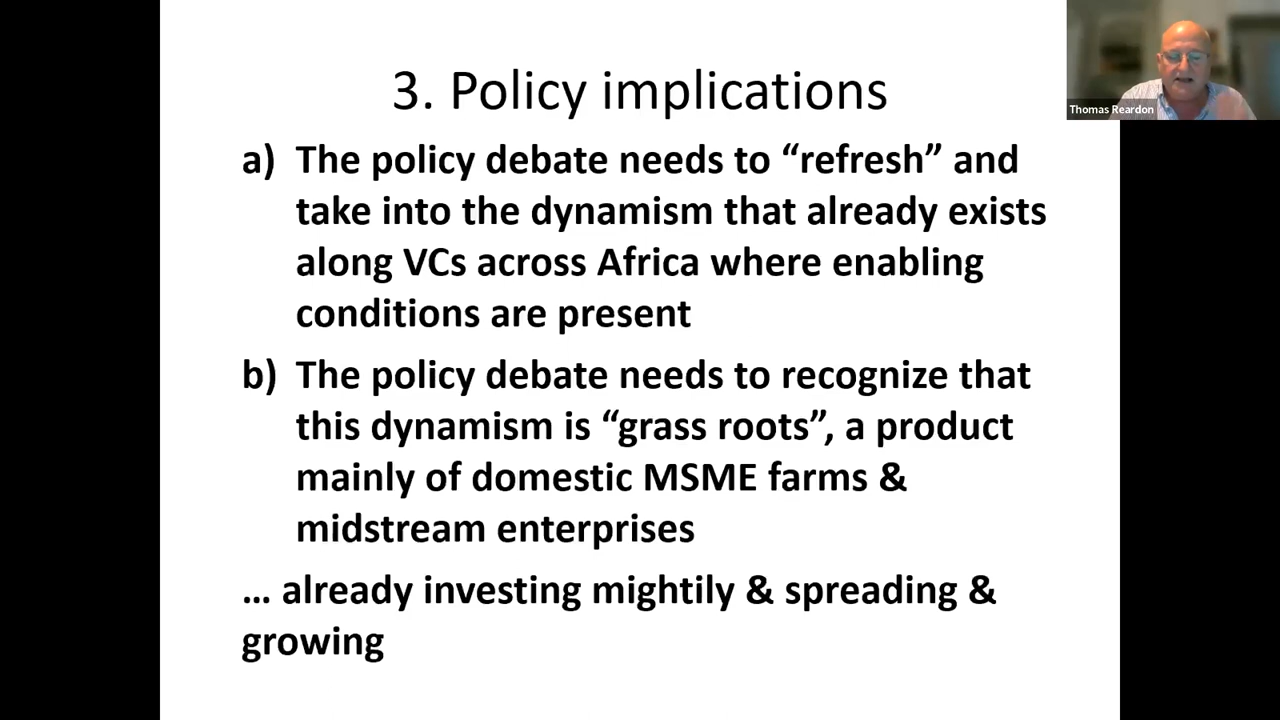 3. Policy implications
Thomas Reardon
a) The policy debate needs to “refresh” and
take into the dynamism that already exists
along VCs across Africa where enabling
conditions are present
b) The policy debate needs to recognize that
this dynamism is “grass roots”, a product
mainly of domestic MSME farms &
midstream enterprises
... already investing mightily & spreading &
growing